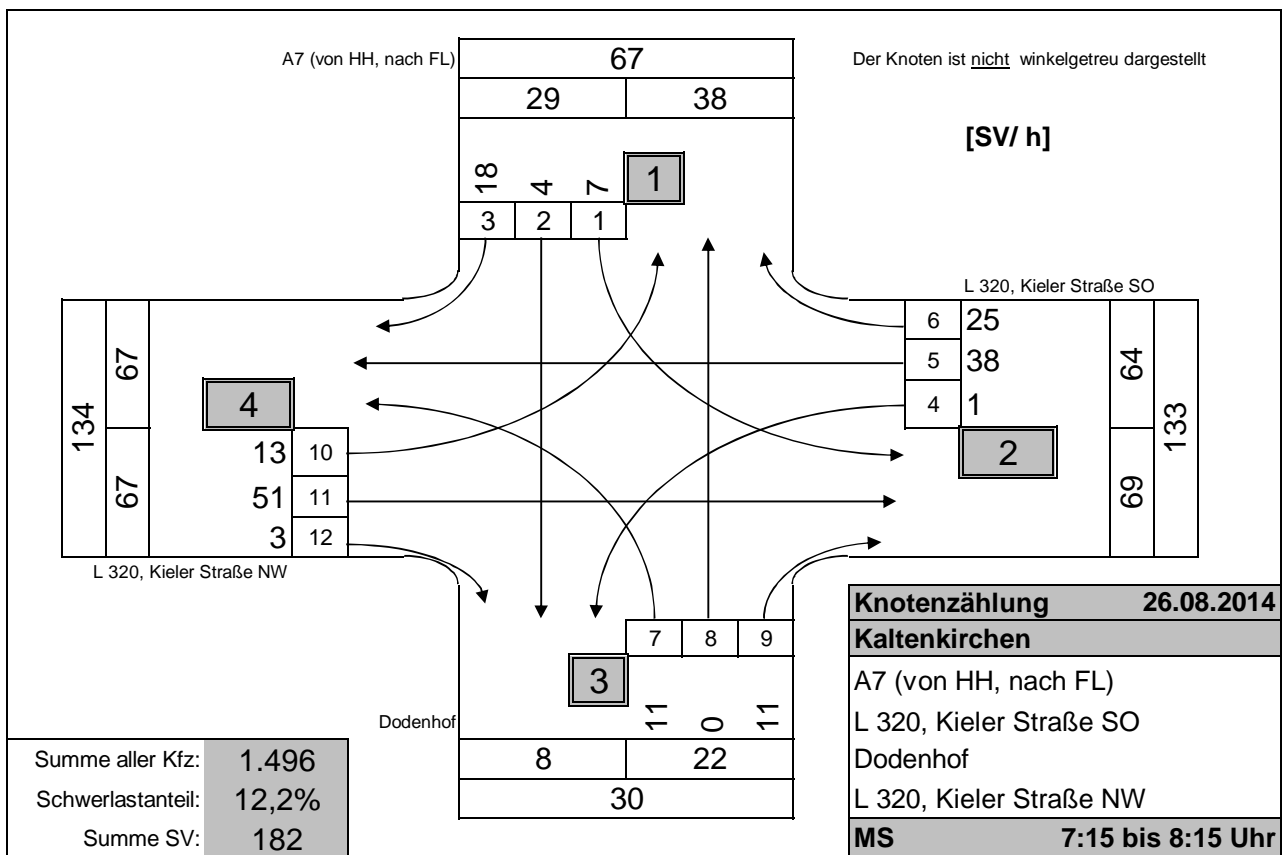 A7 (von HH, nach FL)
67
Der Knoten ist nicht winkelgetreu dargestellt
29 38
[SV/ h]
18 4 7
1
3 2 1
L 320, Kieler Straße SO
6 25
5 38
4 1
64
133
69
2
67
134
67
4
13 10
51 11
3 12
L 320, Kieler Straße NW
7 8 9
3
11 0 11
Dodenhof
8 22
30
Knotenzählung 26.08.2014
Kaltenkirchen
A7 (von HH, nach FL)
L 320, Kieler Straße SO
Dodenhof
L 320, Kieler Straße NW
MS 7:15 bis 8:15 Uhr
Summe aller Kfz: 1.496
Schwerlastanteil: 12,2%
Summe SV: 182